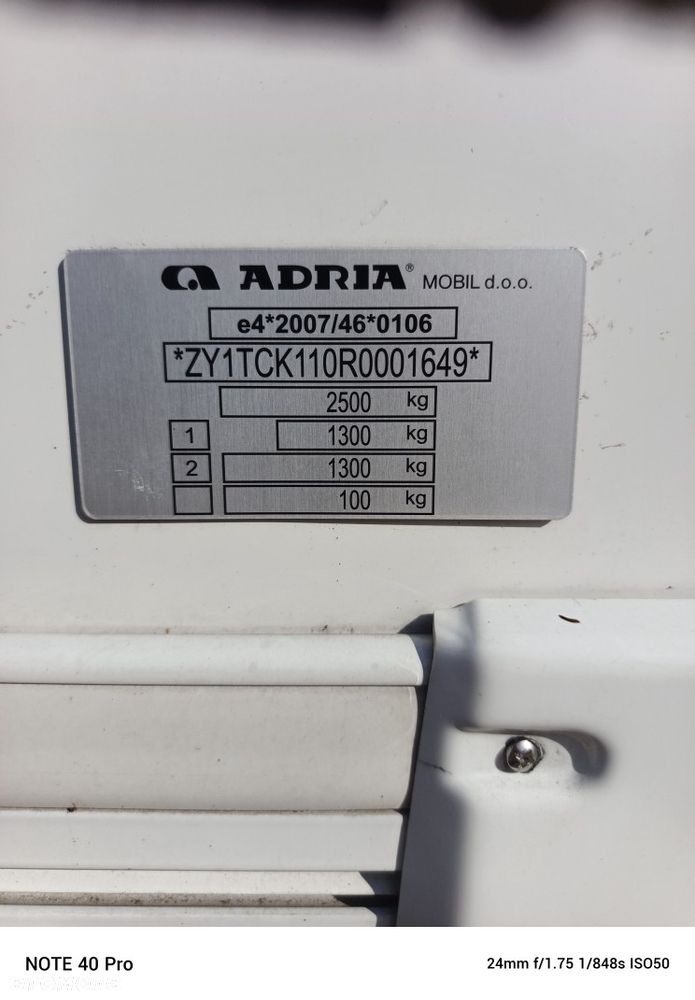 ADRIA® MOBIL d.o.o.
e4*2007/46*0106
*ZY1TCK110R0001649*
2500 kg
1 1300 kg
2 1300 kg
100 kg
NOTE 40 Pro
24mm f/1.75 1/848s ISO50